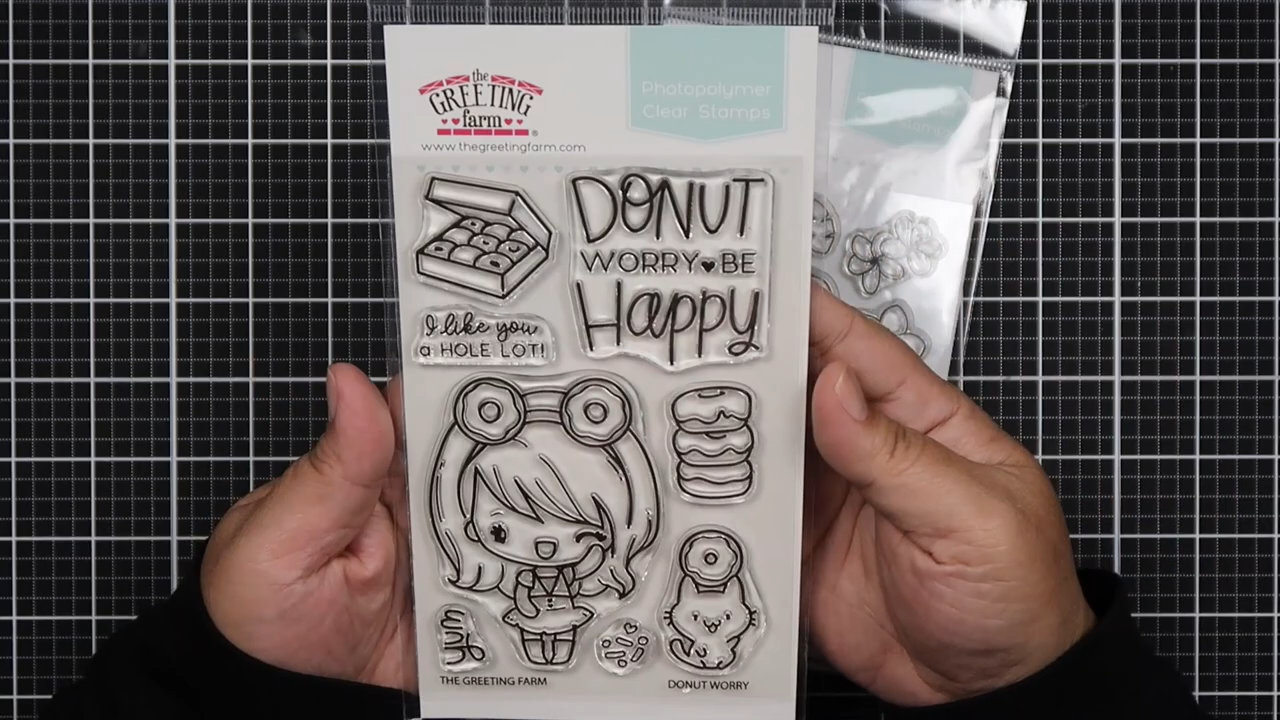 the
GREETING
farm
®
www.thegreetingfarm.com
Photopolymer
Clear Stamps
DONUT
WORRY♥BE
Happy
I like you
a HOLE LOT!
yum
THE GREETING FARM
DONUT WORRY